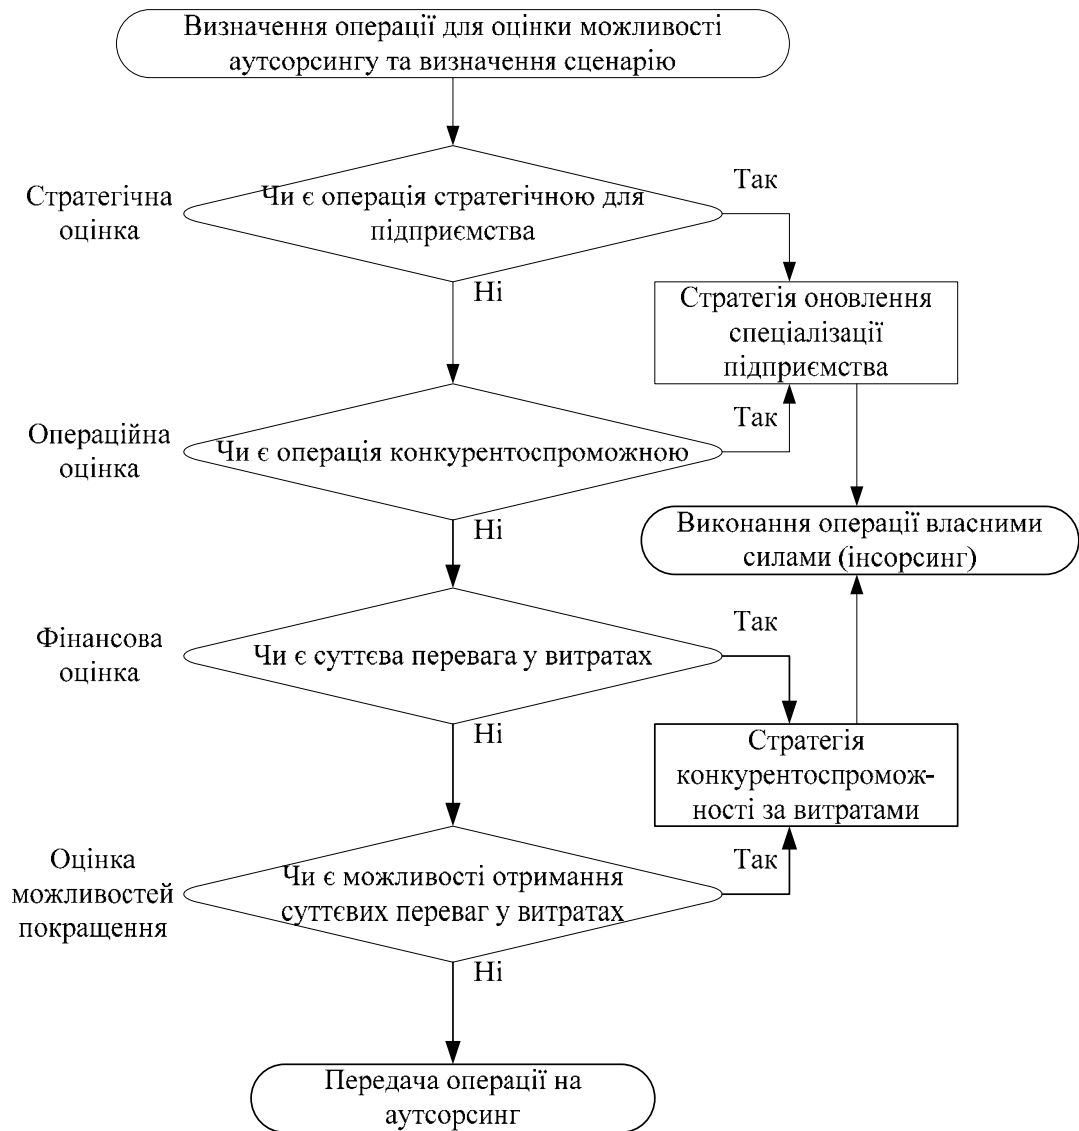 Визначення операції для оцінки можливості
аутсорсингу та визначення сценарію
Стратегічна
оцінка
Чи є операція стратегічною для
підприємства
Так
Ні
Стратегія оновлення
спеціалізації
підприємства
Операційна
оцінка
Чи є операція конкурентоспроможною
Так
Ні
Виконання операції власними
силами (інсорсинг)
Фінансова
оцінка
Чи є суттєва перевага у витратах
Так
Ні
Стратегія
конкурентоспромож-
ності за витратами
Оцінка
можливостей
покращення
Чи є можливості отримання
суттєвих переваг у витратах
Так
Ні
Передача операції на
аутсорсинг